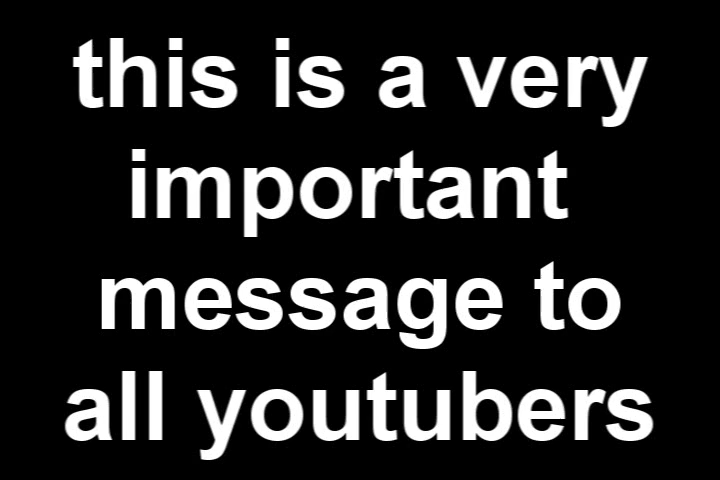 this is a very
important
message to
all youtubers